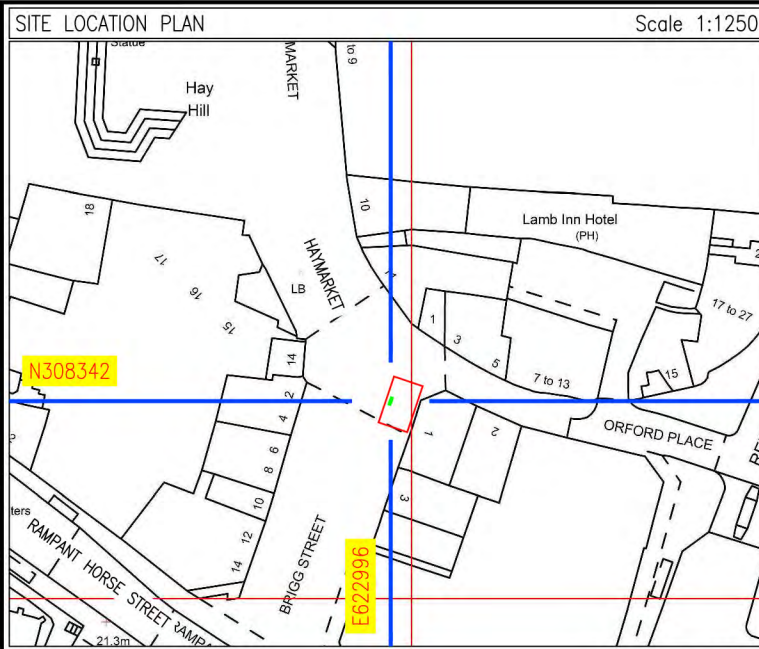 SITE LOCATION PLAN
Scale 1:1250
Statue
MARKET
to 9
Hay
Hill
18
10
Lamb Inn Hotel
(PH)
17
HAYMARKET
11
16
LB
15
1
3
5
17 to 27
14
7 to 13
15
N308342
2
4
1
2
ORFORD PLACE
6
8
3
10
ters
12
14
RAMPANT HORSE STREET
BRIGG STREET
E622996
21.3m